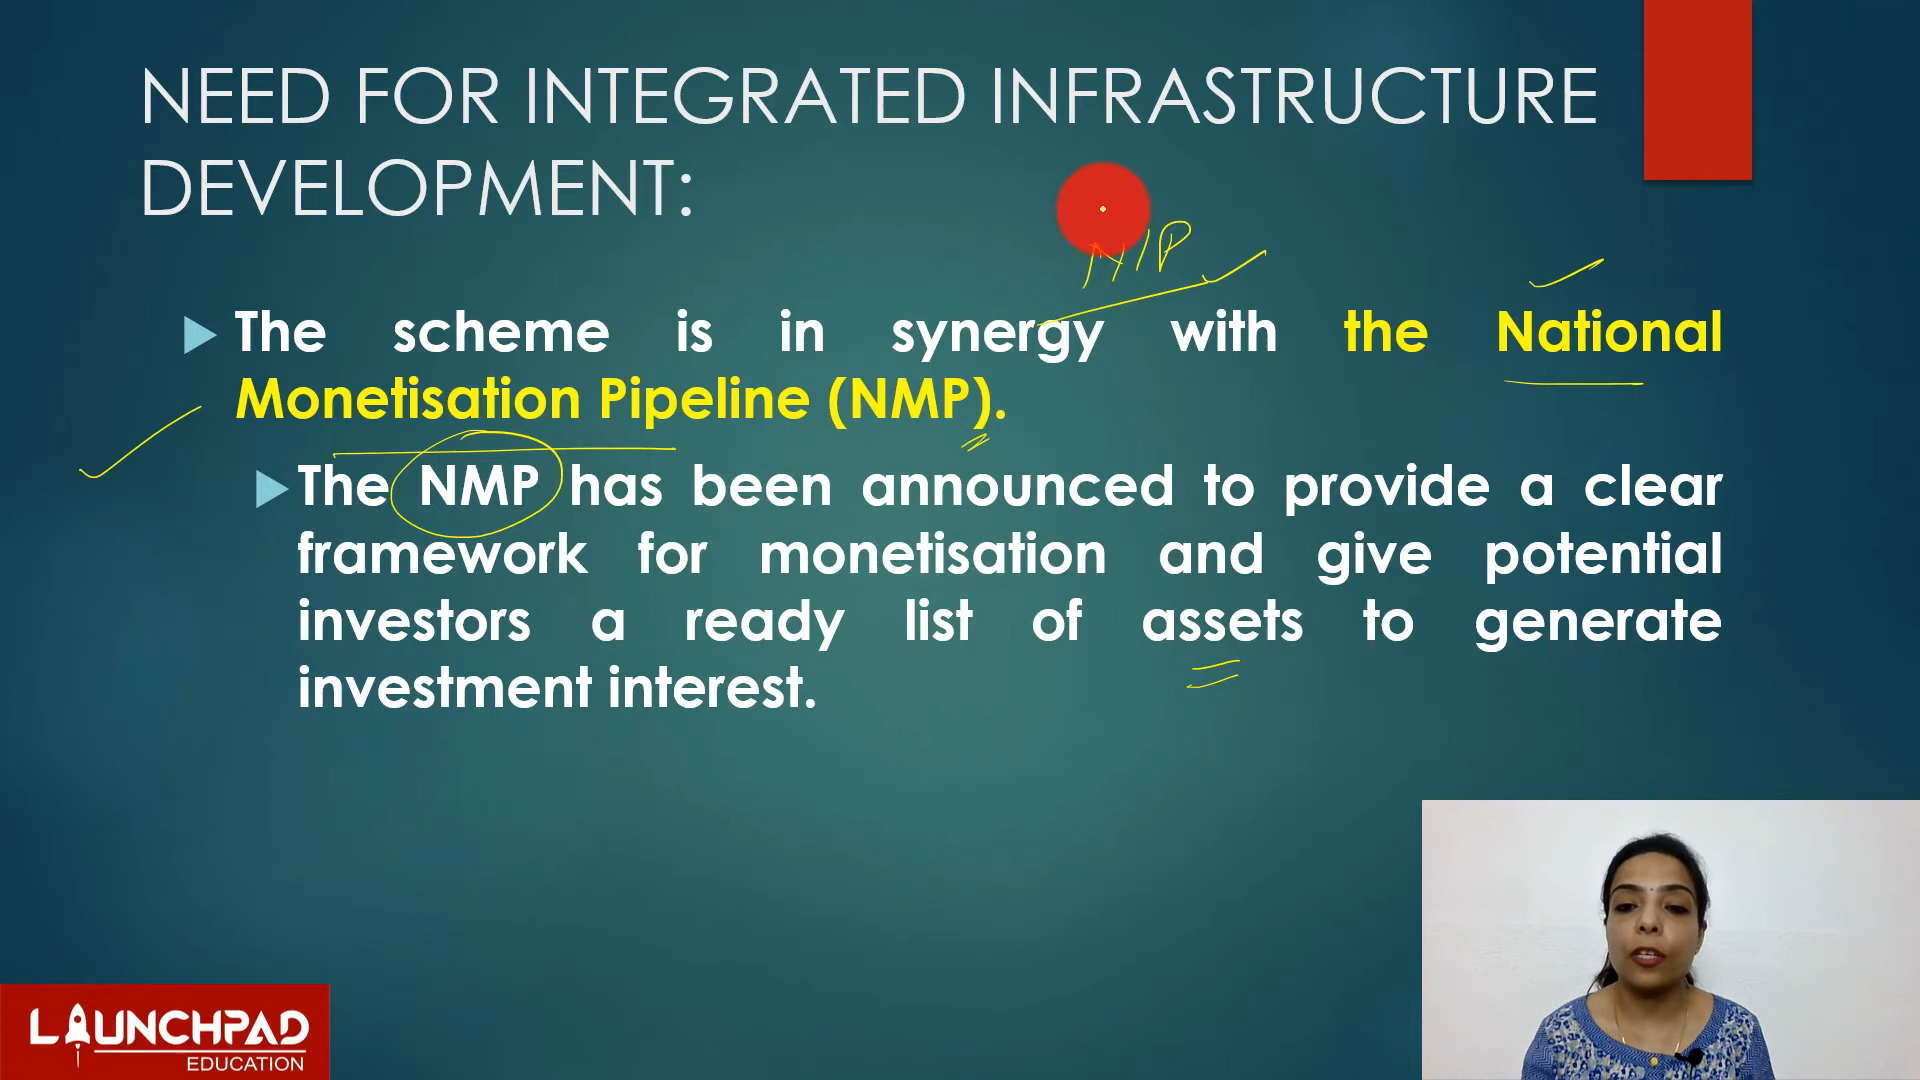 NEED FOR INTEGRATED INFRASTRUCTURE
DEVELOPMENT:
NIP
The scheme is in synergy with the National
Monetisation Pipeline (NMP).
The NMP has been announced to provide a clear
framework for monetisation and give potential
investors a ready list of assets to generate
investment interest.
LAUNCHPAD
EDUCATION